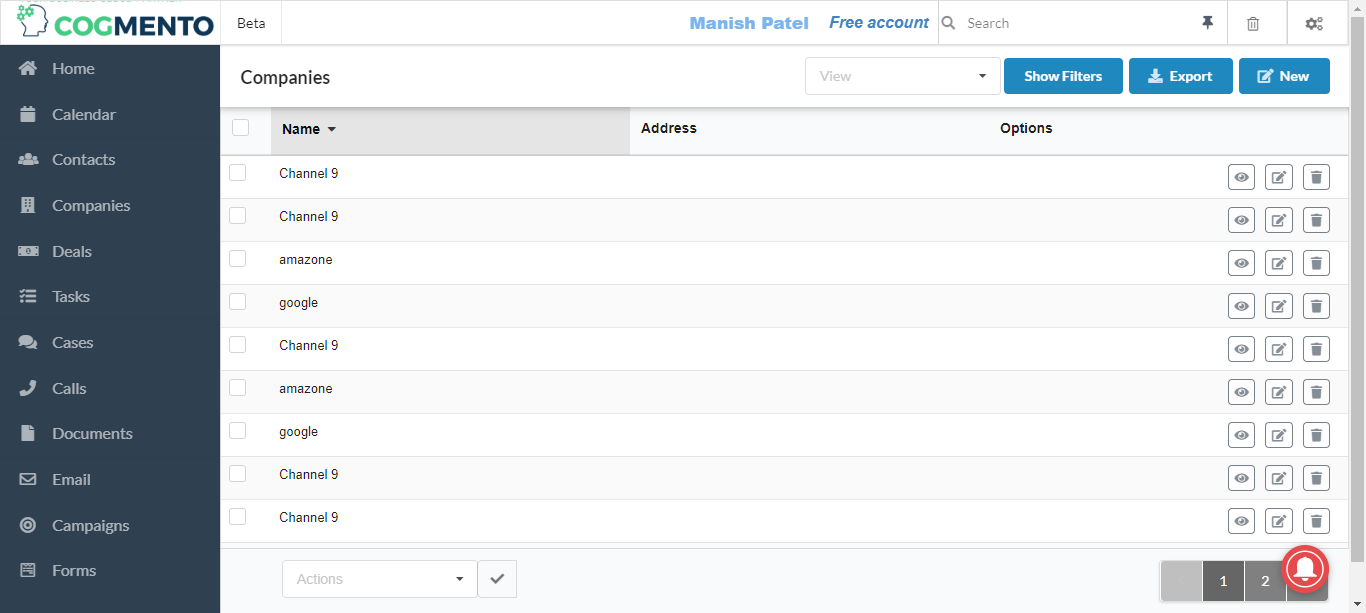 COGMENTO
Beta
Manish Patel
Free account
Search
Home
Calendar
Contacts
Companies
Deals
Tasks
Cases
Calls
Documents
Email
Campaigns
Forms
Companies
View
Show Filters
Export
New
Name
Address
Options
Channel 9
Channel 9
amazone
google
Channel 9
amazone
google
Channel 9
Channel 9
Actions
1
2